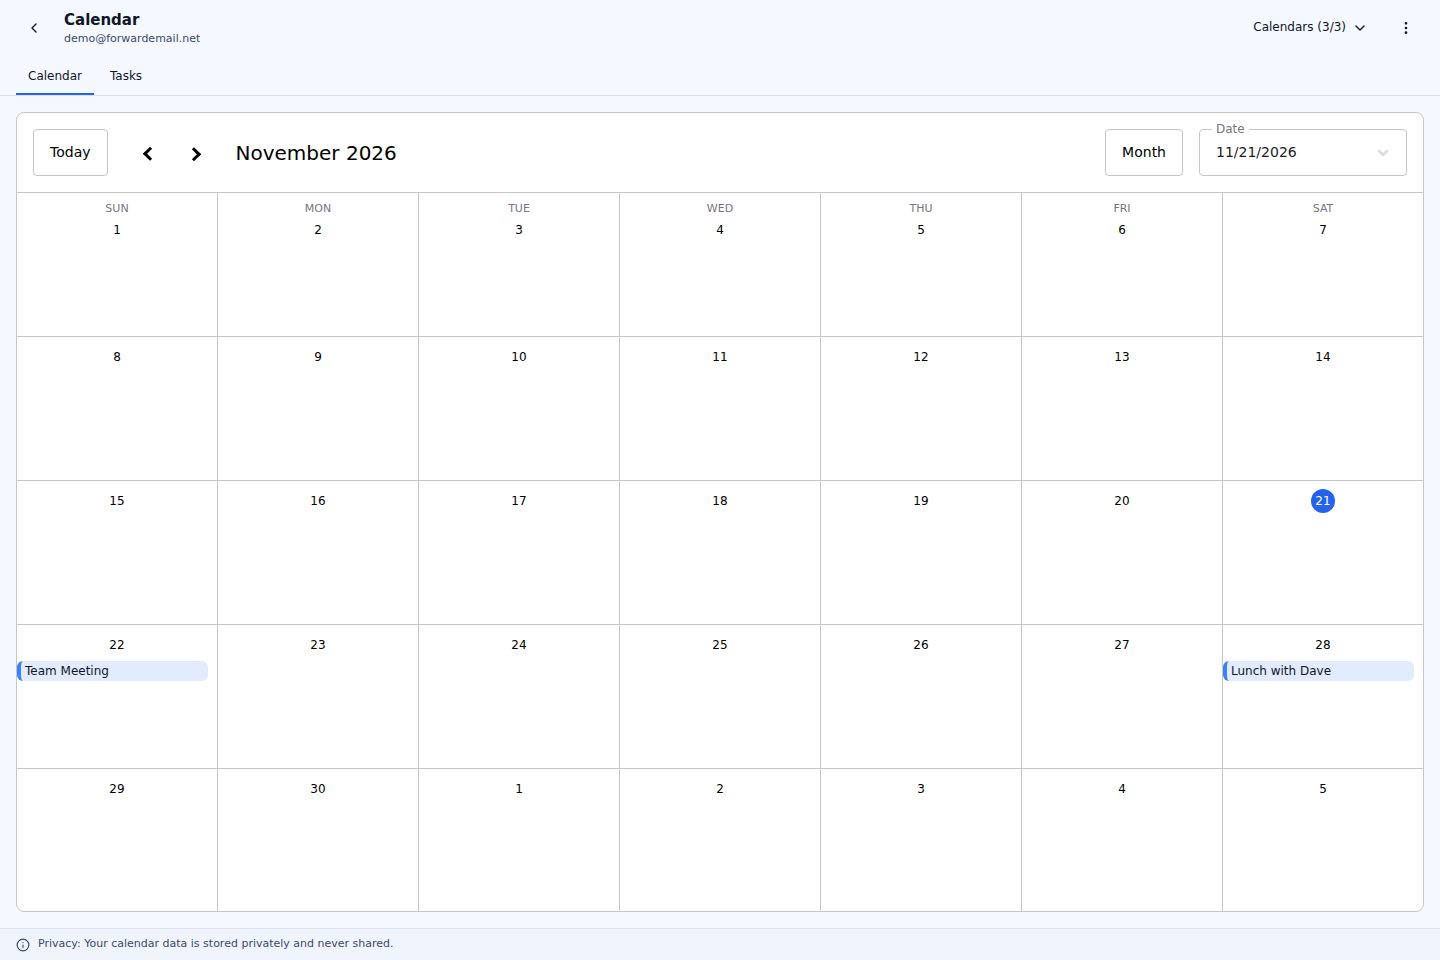 Calendar
demo@forwardemail.net
Calendars (3/3)
Calendar Tasks
Today
November 2026
Month
Date
11/21/2026
SUN MON TUE WED THU FRI SAT
1 2 3 4 5 6 7
8 9 10 11 12 13 14
15 16 17 18 19 20 21
22 23 24 25 26 27 28
Team Meeting
Lunch with Dave
29 30 1 2 3 4 5
Privacy: Your calendar data is stored privately and never shared.